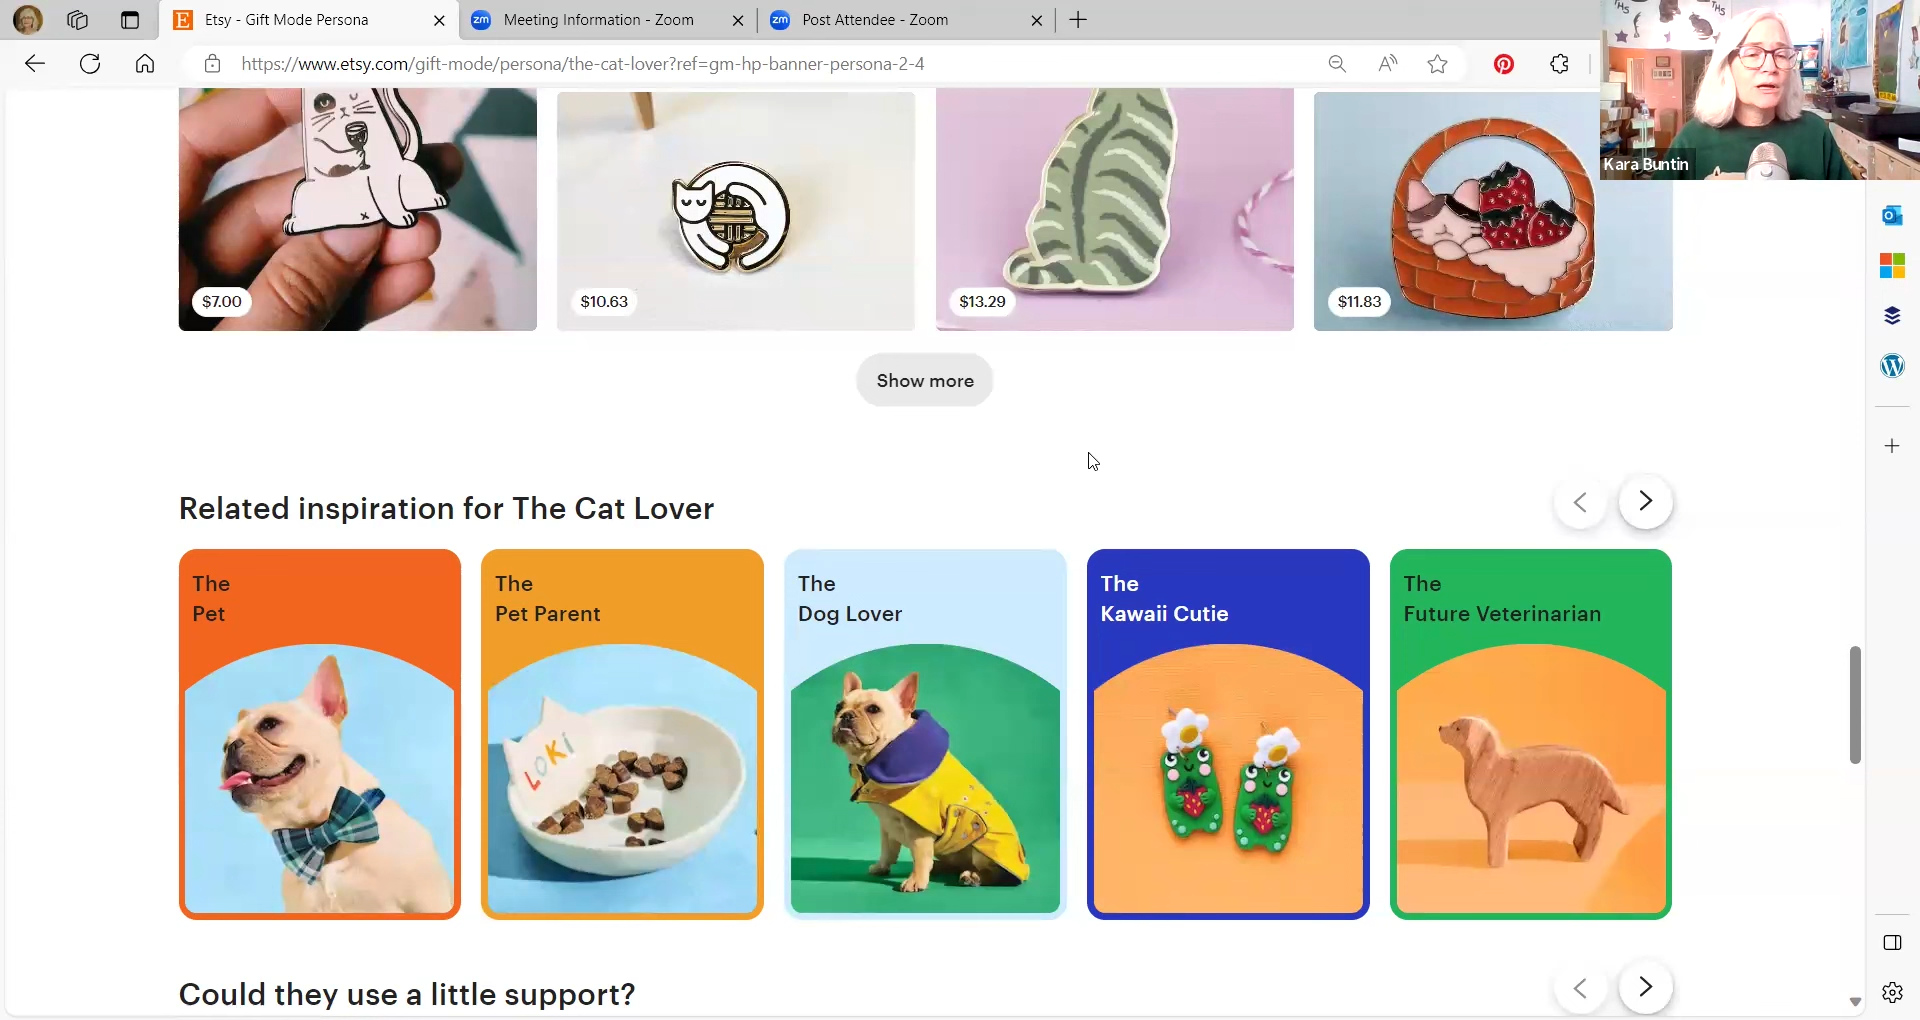 Etsy - Gift Mode Persona
Meeting Information - Zoom
Post Attendee - Zoom
https://www.etsy.com/gift-mode/persona/the-cat-lover?ref=gm-hp-banner-persona-2-4
Kara Buntin
$7.00
$10.63
$13.29
$11.83
Show more
Related inspiration for The Cat Lover
The
Pet
The
Pet Parent
The
Dog Lover
The
Kawaii Cutie
The
Future Veterinarian
LOKi
Could they use a little support?